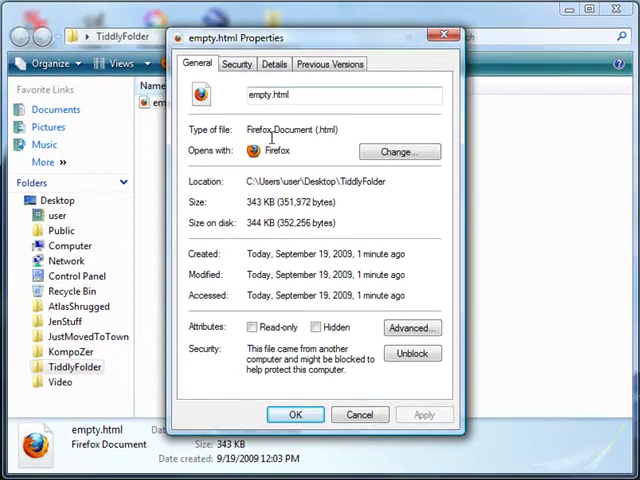 TiddlyFolder
Organize
Views
Favorite Links
Documents
Pictures
Music
More »
Folders
Desktop
user
Public
Computer
Network
Control Panel
Recycle Bin
AtlasShrugged
JenStuff
JustMovedToTown
KompoZer
TiddlyFolder
Video
Name
em
empty.html Properties
General
Security
Details
Previous Versions
empty.html
Type of file: Firefox Document (.html)
Opens with: Firefox
Change...
Location: C:\Users\user\Desktop\TiddlyFolder
Size: 343 KB (351,972 bytes)
Size on disk: 344 KB (352,256 bytes)
Created: Today, September 19, 2009, 1 minute ago
Modified: Today, September 19, 2009, 1 minute ago
Accessed: Today, September 19, 2009, 1 minute ago
Attributes: Read-only Hidden Advanced...
Security: This file came from another
computer and might be blocked to
help protect this computer.
Unblock
OK Cancel Apply
empty.html
Firefox Document
Size: 343 KB
Date created: 9/19/2009 12:03 PM